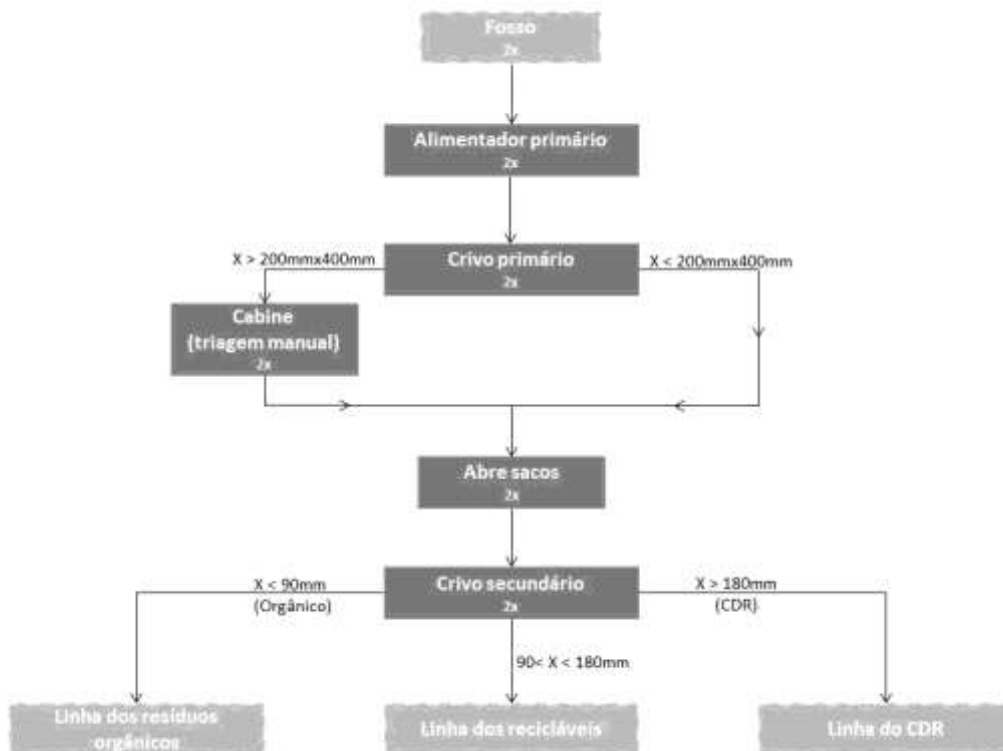 Fosso
2x
Alimentador primário
2x
X > 200mmx400mm
Crivo primário
2x
X < 200mmx400mm
Cabine
(triagem manual)
2x
Abre sacos
2x
X < 90mm
(Orgânico)
Crivo secundário
2x
X > 180mm
(CDR)
90< X < 180mm
Linha dos resíduos
orgânicos
Linha dos recicláveis
Linha do CDR